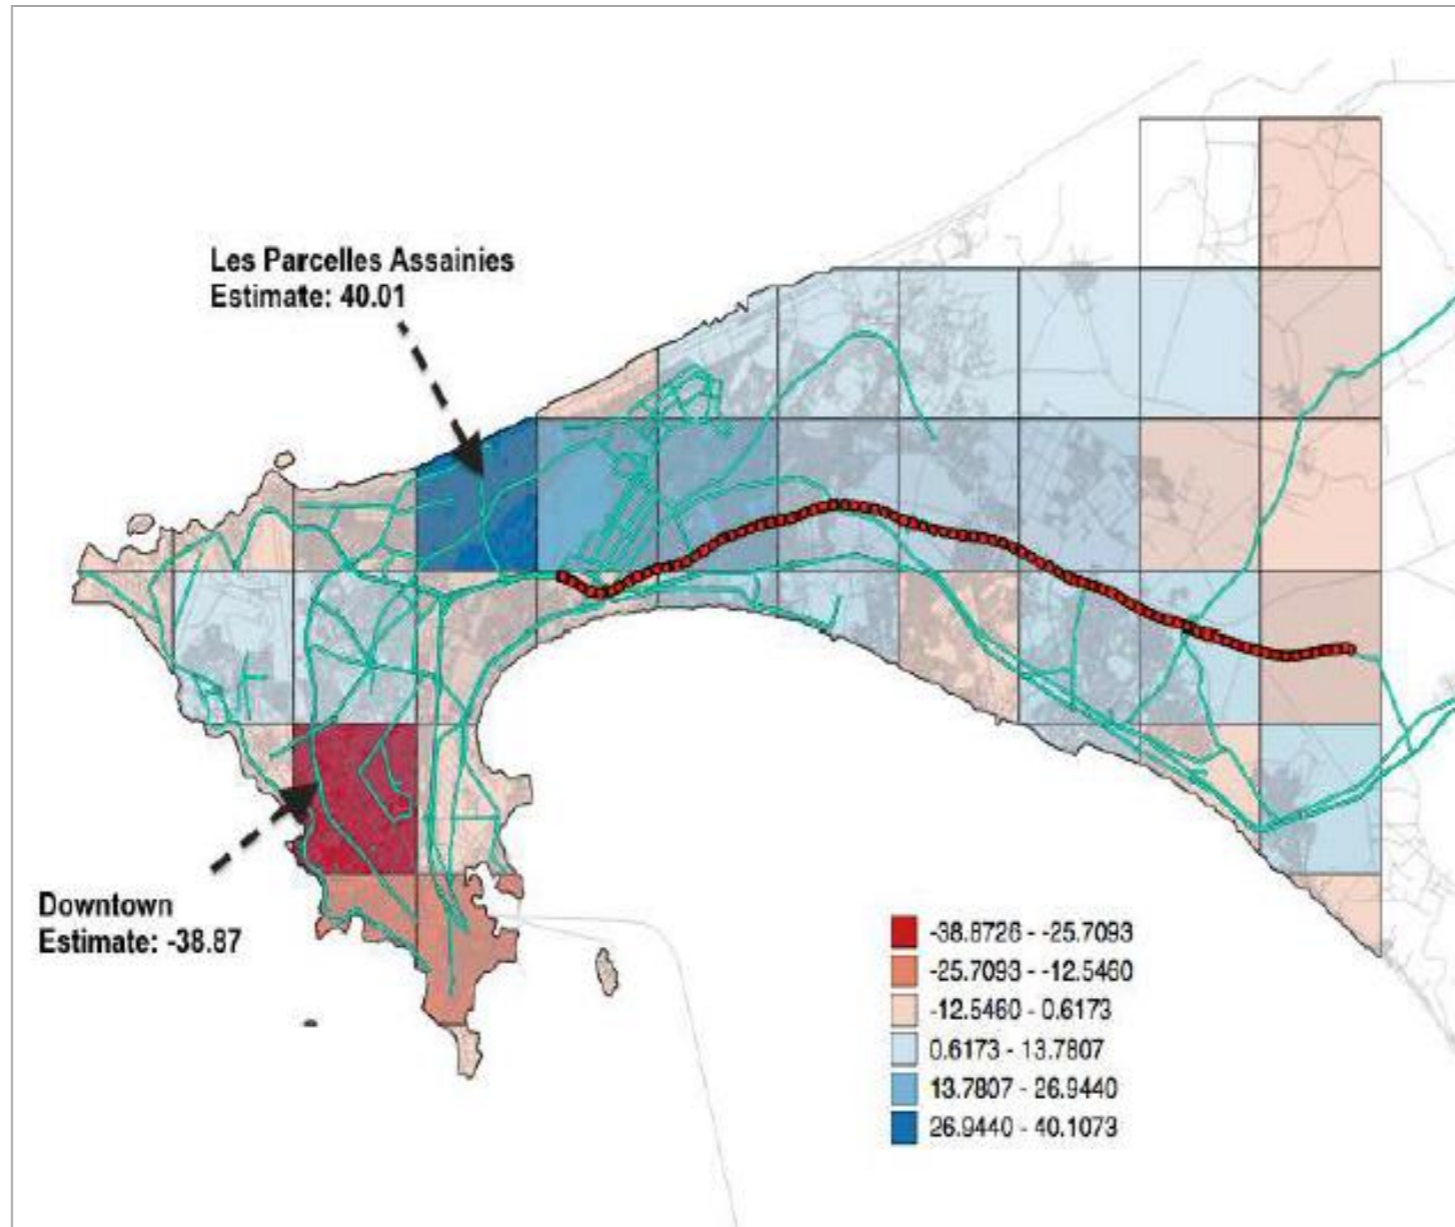 Les Parcelles Assainies
Estimate: 40.01
Downtown
Estimate: -38.87
-38.8726 - -25.7093
-25.7093 - -12.5460
-12.5460 - 0.6173
0.6173 - 13.7807
13.7807 - 26.9440
26.9440 - 40.1073